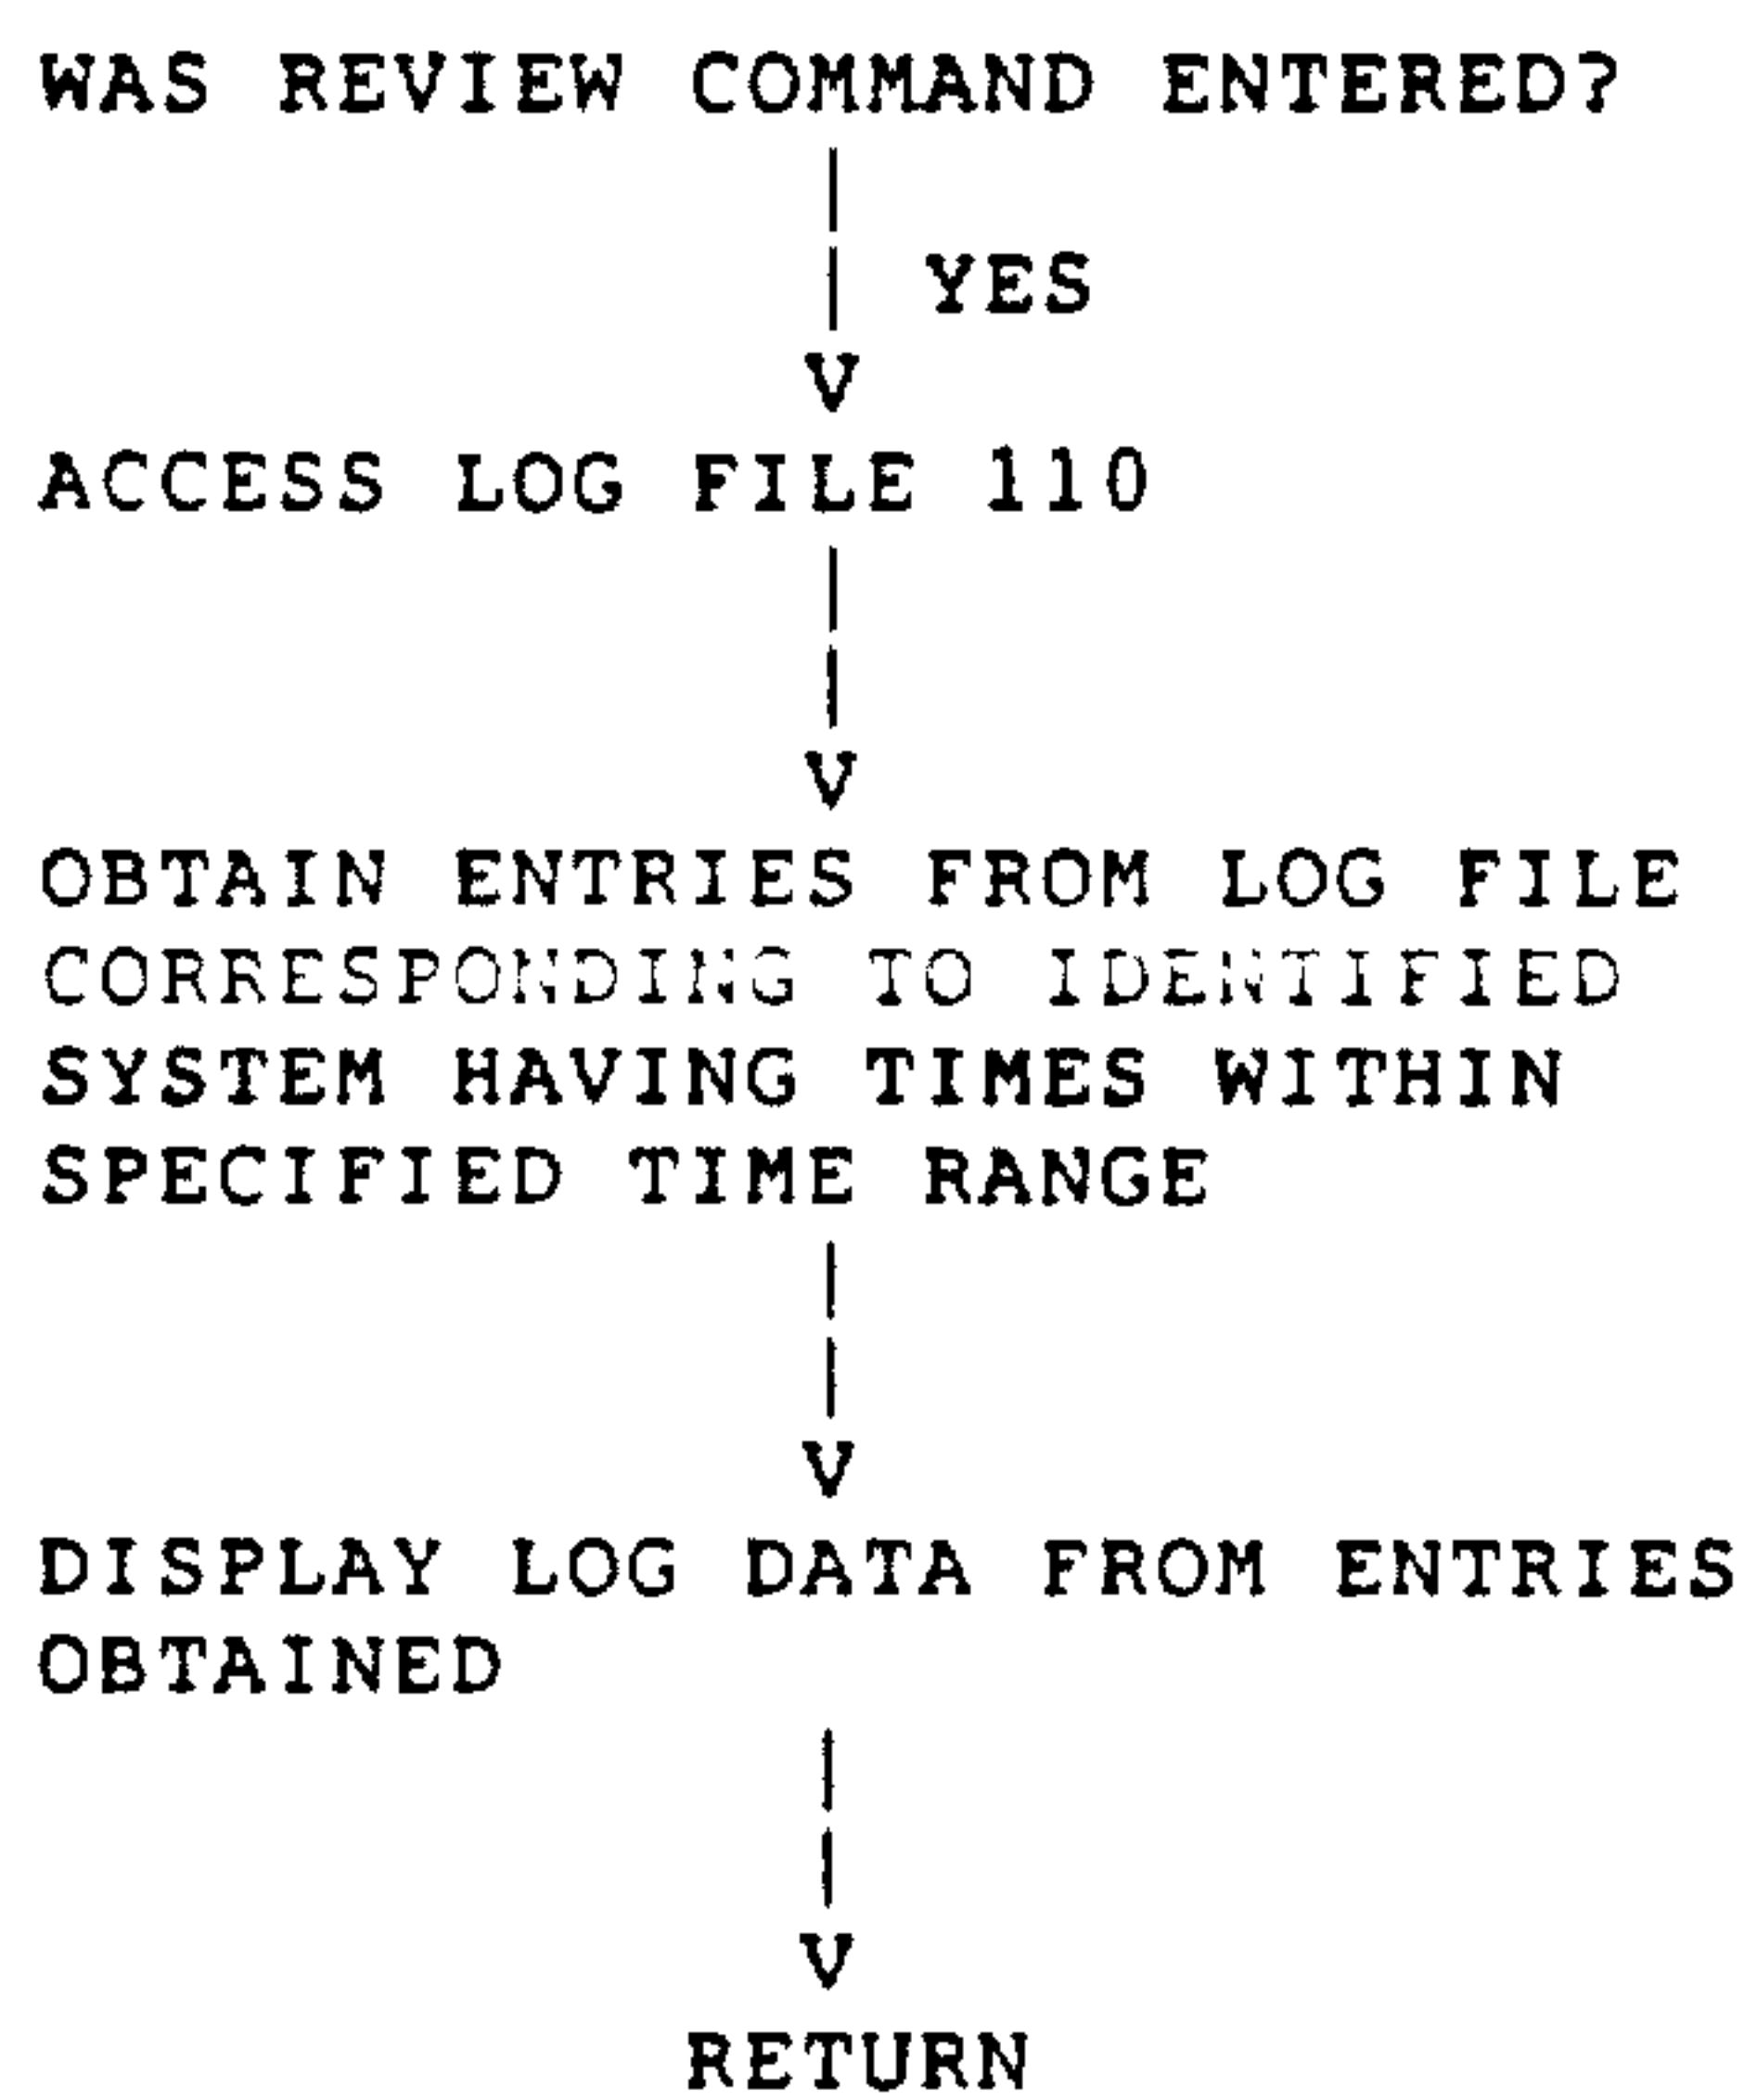 WAS REVIEW COMMAND ENTERED?
YES
V
ACCESS LOG FILE 110
V
OBTAIN ENTRIES FROM LOG FILE
CORRESPONDING TO IDENTIFIED
SYSTEM HAVING TIMES WITHIN
SPECIFIED TIME RANGE
V
DISPLAY LOG DATA FROM ENTRIES
OBTAINED
V
RETURN